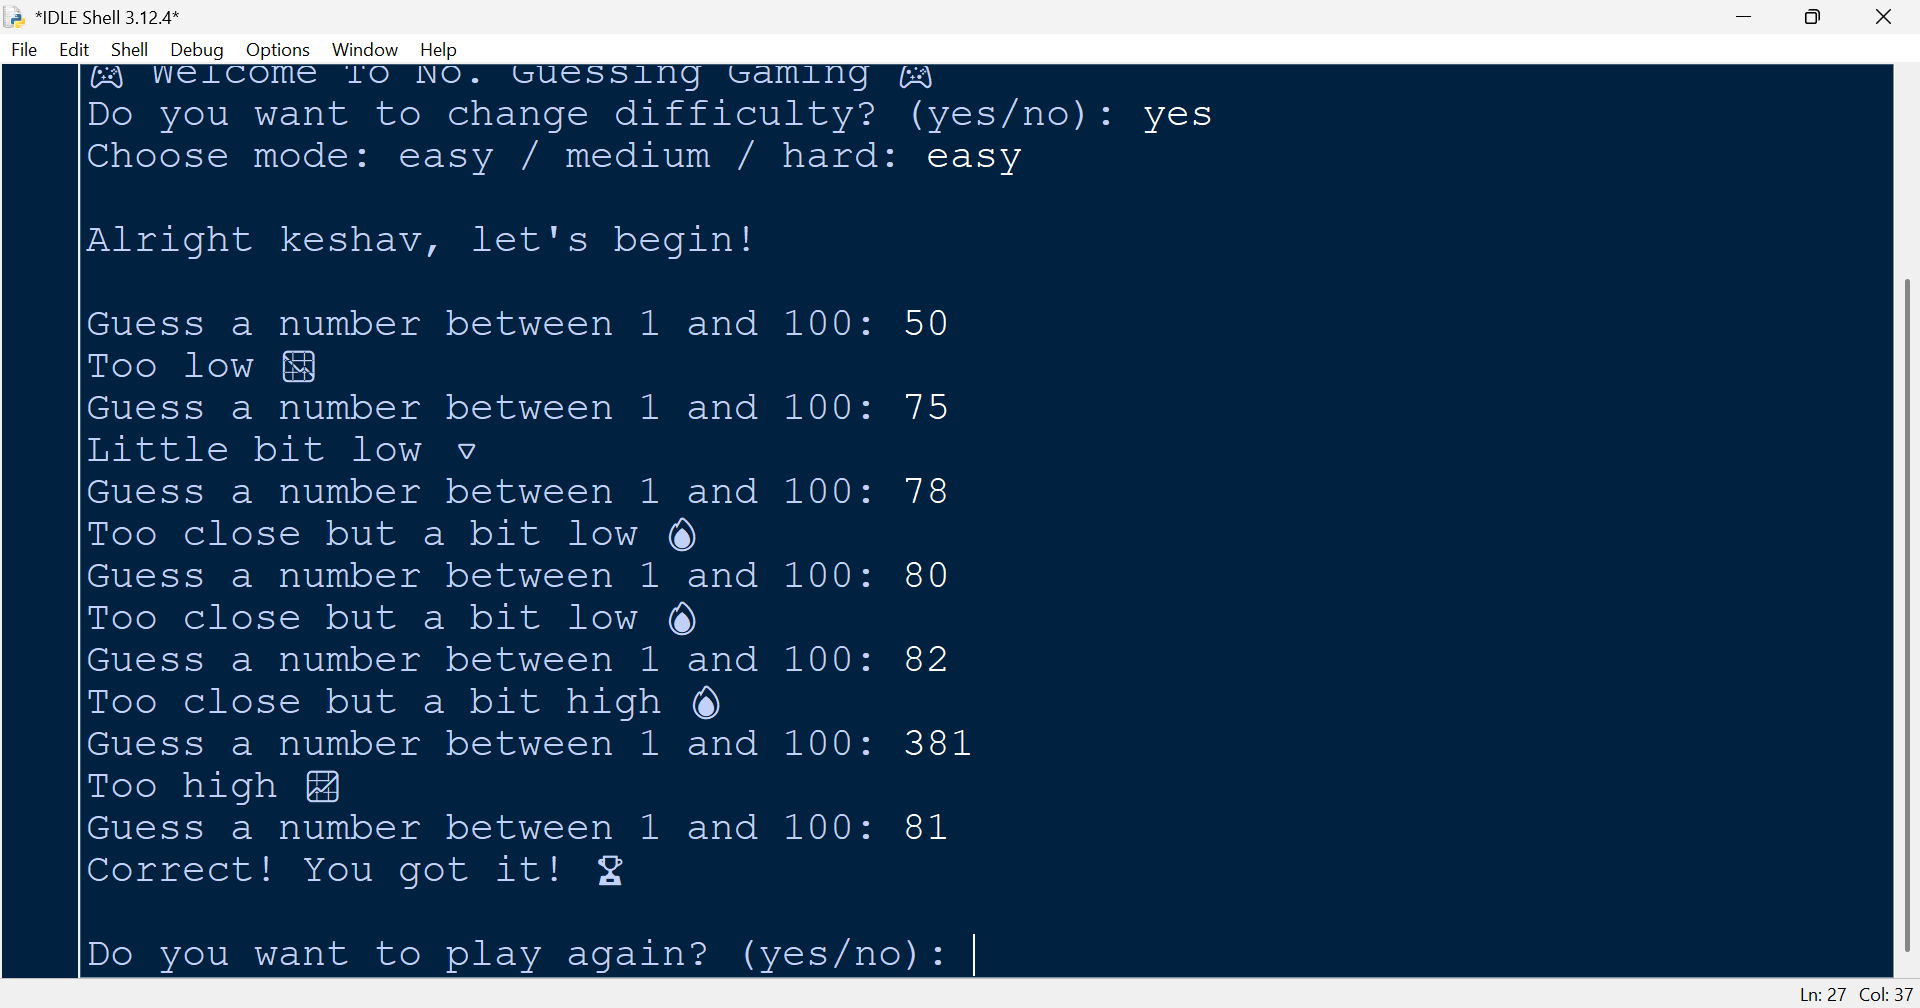 *IDLE Shell 3.12.4*
File Edit Shell Debug Options Window Help
🎮 Welcome To No. Guessing Gaming 🎮
Do you want to change difficulty? (yes/no): yes
Choose mode: easy / medium / hard: easy
Alright keshav, let's begin!
Guess a number between 1 and 100: 50
Too low 📉
Guess a number between 1 and 100: 75
Little bit low 🔽
Guess a number between 1 and 100: 78
Too close but a bit low 🔥
Guess a number between 1 and 100: 80
Too close but a bit low 🔥
Guess a number between 1 and 100: 82
Too close but a bit high 🔥
Guess a number between 1 and 100: 381
Too high 📈
Guess a number between 1 and 100: 81
Correct! You got it! 🏆
Do you want to play again? (yes/no):
Ln: 27 Col: 37